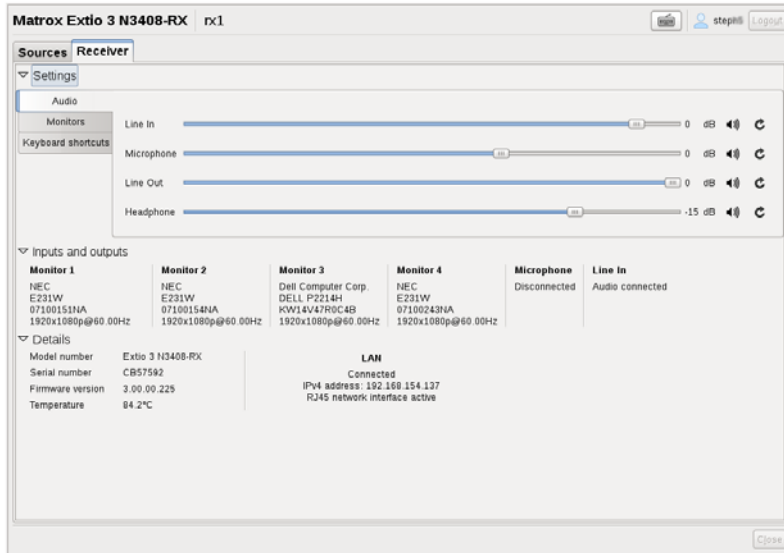 Matrox Extio 3 N3408-RX rx1
Logout
Sources Receiver
Settings
Audio
Monitors
Keyboard shortcuts
Line In 0 dB
Microphone 0 dB
Line Out 0 dB
Headphone -15 dB
Inputs and outputs
Monitor 1 Monitor 2 Monitor 3 Monitor 4 Microphone Line In
NEC NEC Dell Computer Corp. NEC Disconnected Audio connected
E231W E231W DELL P2214H E231W
07100151NA 07100154NA KW14V47R0C4B 07100243NA
1920x1080p@60.00Hz 1920x1080p@60.00Hz 1920x1080p@60.00Hz 1920x1080p@60.00Hz
Details
Model number Extio 3 N3408-RX
Serial number CB57592
Firmware version 3.00.00.225
Temperature 84.2°C
LAN
Connected
IPv4 address: 192.168.154.137
RJ45 network interface active
Close